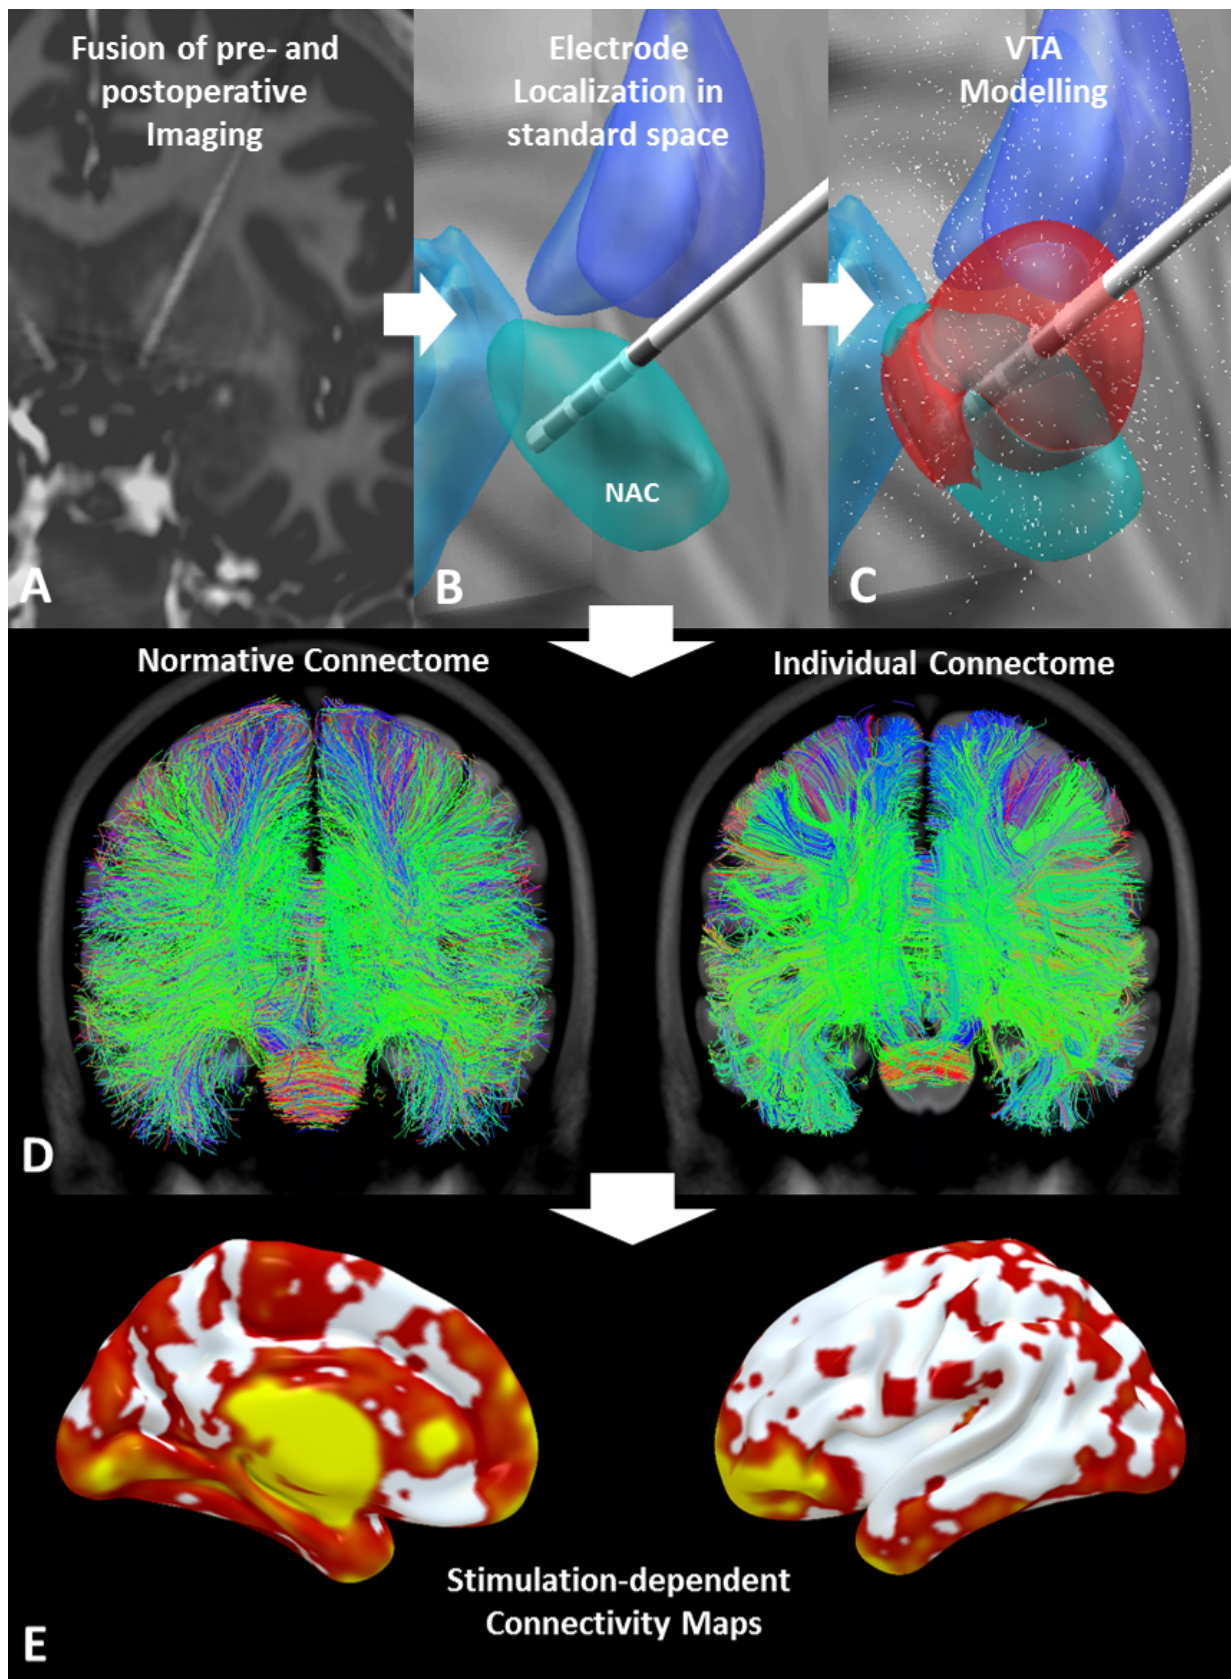 Fusion of pre- and
postoperative
Imaging
A
Electrode
Localization in
standard space
NAC
B
VTA
Modelling
C
Normative Connectome
Individual Connectome
D
Stimulation-dependent
Connectivity Maps
E